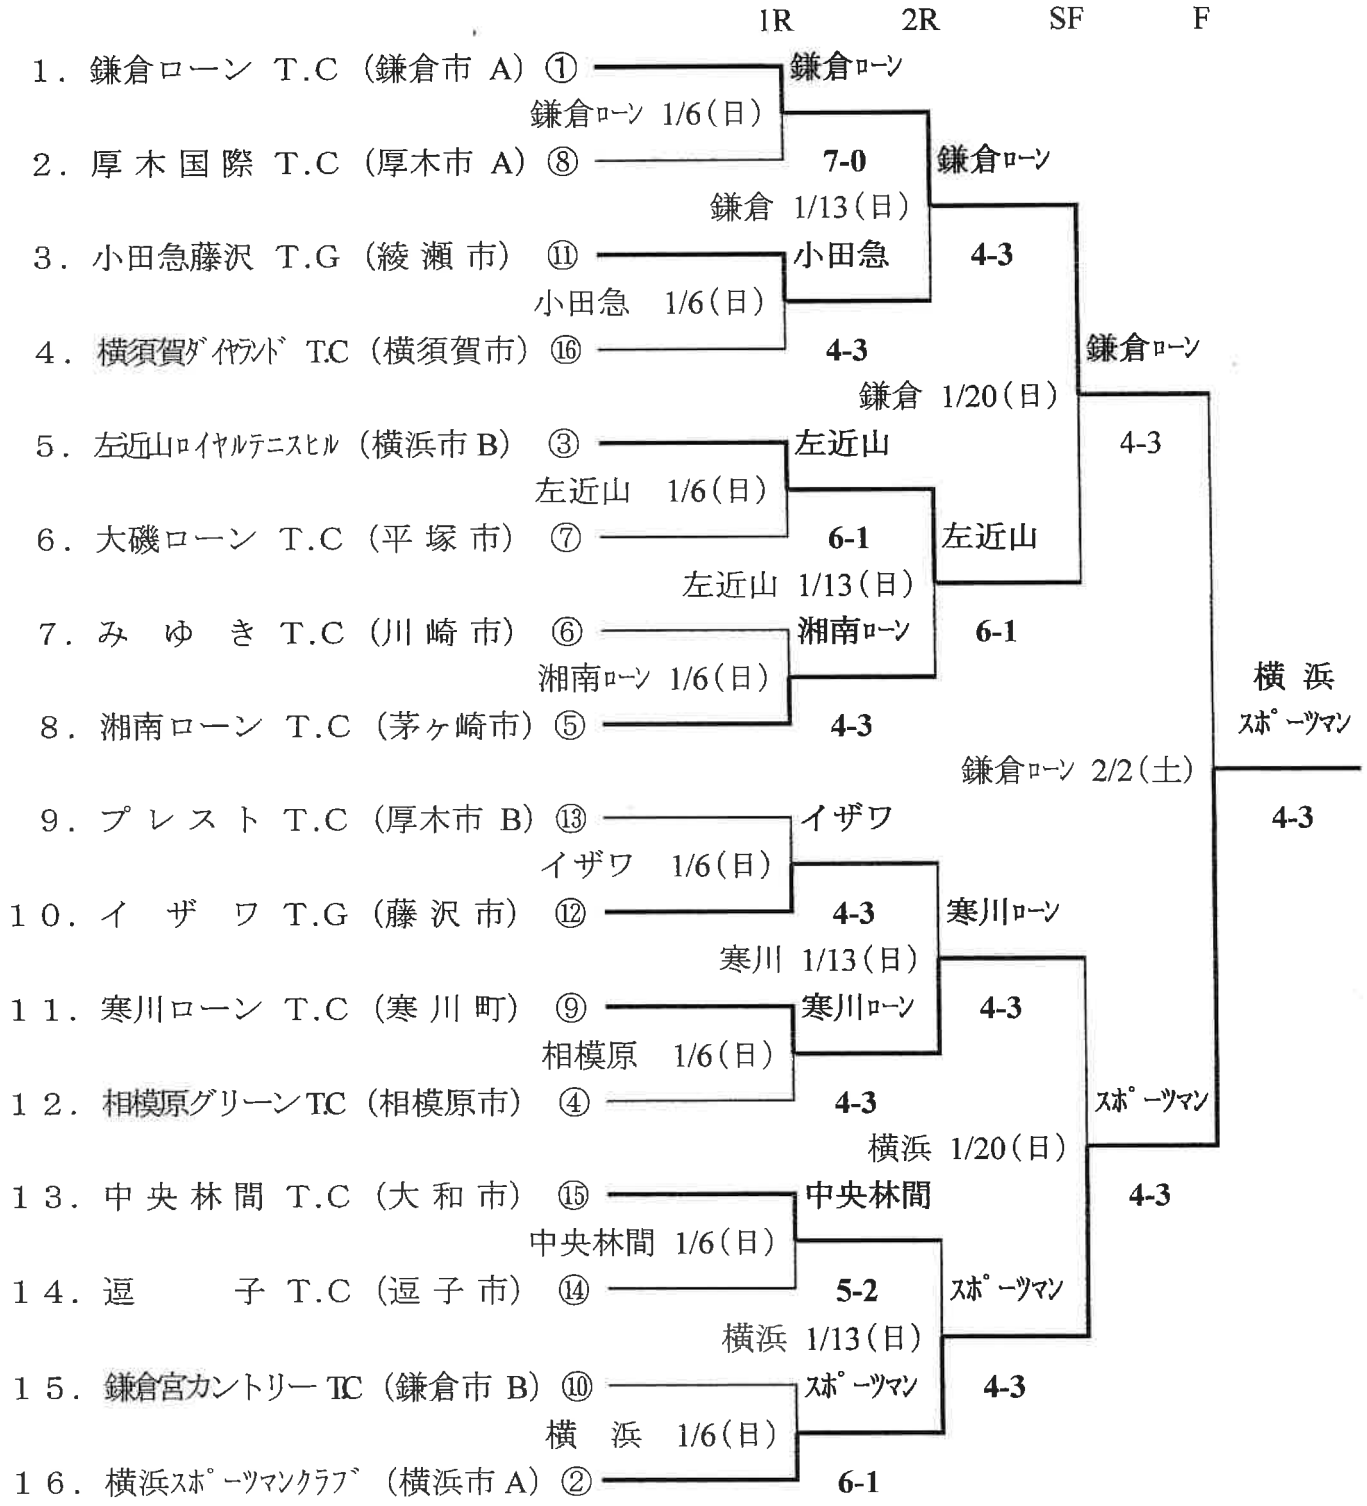 1R 2R SF F
1. 鎌倉ローン T.C (鎌倉市 A) ① 鎌倉ローン
鎌倉ローン 1/6(日)
2. 厚木国際 T.C (厚木市 A) ⑧ 7-0 鎌倉ローン
鎌倉 1/13(日)
3. 小田急藤沢 T.G (綾瀬市) ⑪ 小田急 4-3
小田急 1/6(日)
4. 横須賀ダイヤランド T.C (横須賀市) ⑯ 4-3 鎌倉ローン
鎌倉 1/20(日)
5. 左近山ロイヤルテニスヒル (横浜市 B) ③ 左近山 4-3
左近山 1/6(日)
6. 大磯ローン T.C (平塚市) ⑦ 6-1 左近山
左近山 1/13(日)
7. みゆき T.C (川崎市) ⑥ 湘南ローン 6-1
湘南ローン 1/6(日) 横浜
8. 湘南ローン T.C (茅ヶ崎市) ⑤ 4-3 スポーツマン
鎌倉ローン 2/2(土)
9. プレスト T.C (厚木市 B) ⑬ イザワ 4-3
イザワ 1/6(日)
10. イザワ T.G (藤沢市) ⑫ 4-3 寒川ローン
寒川 1/13(日)
11. 寒川ローン T.C (寒川町) ⑨ 寒川ローン 4-3
相模原 1/6(日)
12. 相模原グリーン T.C (相模原市) ④ 4-3 スポーツマン
横浜 1/20(日)
13. 中央林間 T.C (大和市) ⑮ 中央林間 4-3
中央林間 1/6(日)
14. 逗子 T.C (逗子市) ⑭ 5-2 スポーツマン
横浜 1/13(日)
15. 鎌倉宮カントリー T.C (鎌倉市 B) ⑩ スポーツマン 4-3
横浜 1/6(日)
16. 横浜スポーツマンクラブ (横浜市 A) ② 6-1